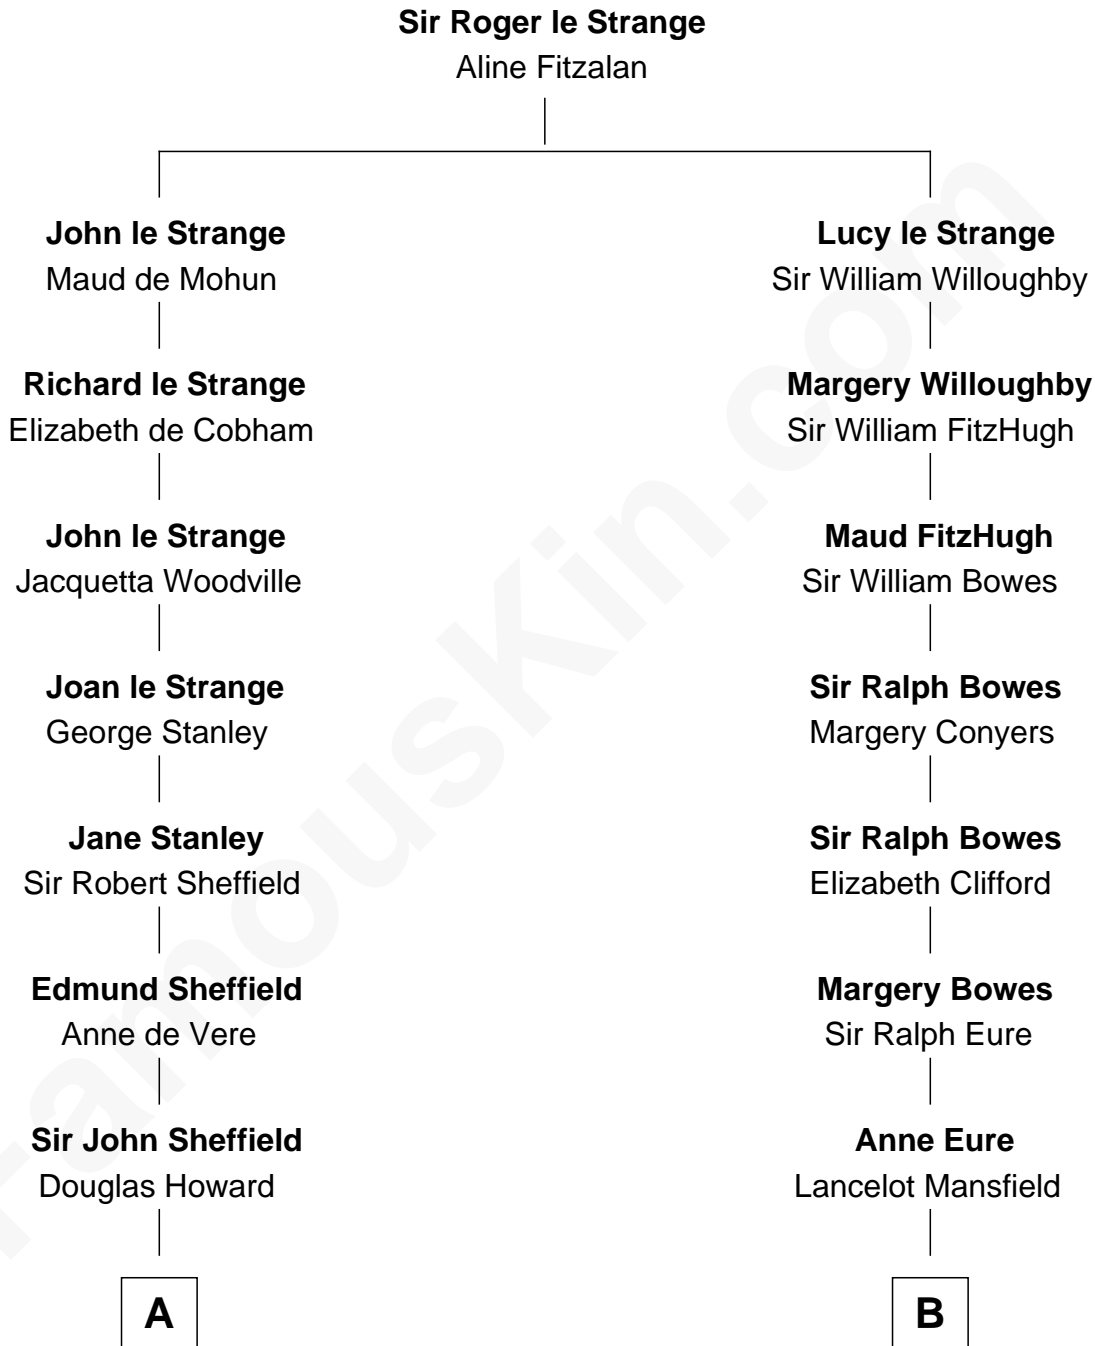 Sir Roger le Strange
Aline Fitzalan
John le Strange
Maud de Mohun
Richard le Strange
Elizabeth de Cobham
John le Strange
Jacquetta Woodville
Joan le Strange
George Stanley
Jane Stanley
Sir Robert Sheffield
Edmund Sheffield
Anne de Vere
Sir John Sheffield
Douglas Howard
A
Lucy le Strange
Sir William Willoughby
Margery Willoughby
Sir William FitzHugh
Maud FitzHugh
Sir William Bowes
Sir Ralph Bowes
Margery Conyers
Sir Ralph Bowes
Elizabeth Clifford
Margery Bowes
Sir Ralph Eure
Anne Eure
Lancelot Mansfield
B
FamousKin.com